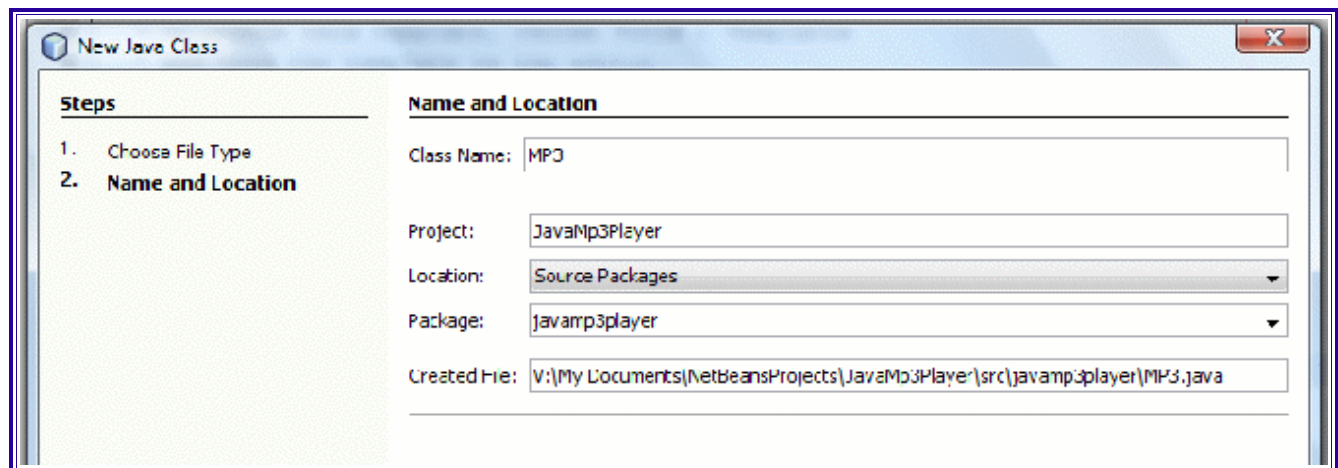 New Java Class
Steps
1. Choose File Type
2. Name and Location
Name and Location
Class Name: MP3
Project: JavaMp3Player
Location: Source Packages
Package: javamp3player
Created File: V:\My Documents\NetBeansProjects\JavaMp3Player\src\javamp3player\MP3.java